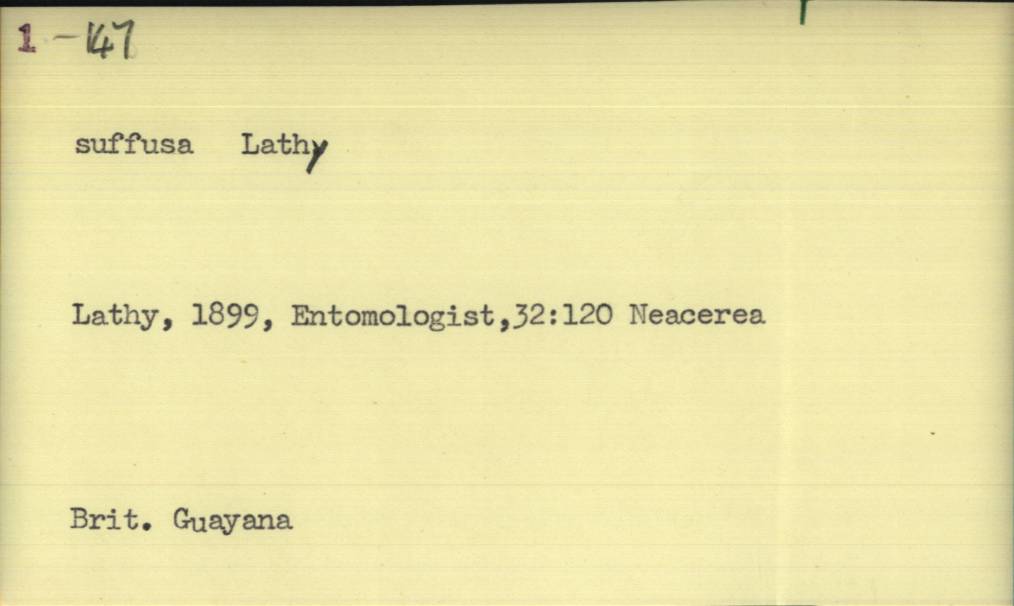 1 - 147
suffusa Lathy
Lathy, 1899, Entomologist,32:120 Neacerea
Brit. Guayana